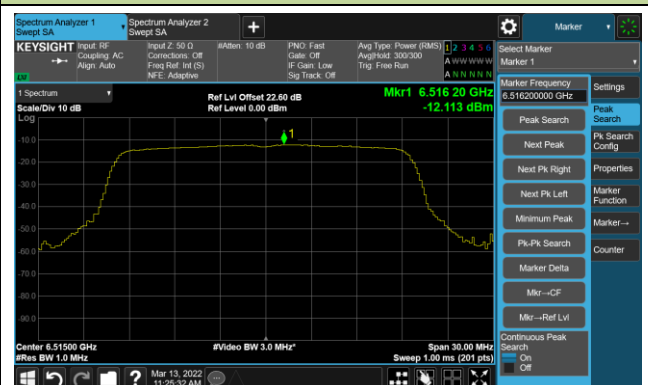 Spectrum Analyzer 1
Swept SA
Spectrum Analyzer 2
Swept SA
+
Marker
KEYSIGHT
Input: RF
Coupling: AC
Align: Auto
Input Z: 50 Ω
Corrections: Off
Freq Ref: Int (S)
NFE: Adaptive
#Atten: 10 dB
PNO: Fast
Gate: Off
IF Gain: Low
Sig Track: Off
Avg Type: Power (RMS)
Avg|Hold: 300/300
Trig: Free Run
1 2 3 4 5 6
A W W W W W
A N N N N N
LXI
Select Marker
Marker 1
1 Spectrum
Scale/Div 10 dB
Log
Ref Lvl Offset 22.60 dB
Ref Level 0.00 dBm
Mkr1 6.516 20 GHz
-12.113 dBm
1
-10.0
-20.0
-30.0
-40.0
-50.0
-60.0
-70.0
-80.0
-90.0
Center 6.51500 GHz
#Res BW 1.0 MHz
#Video BW 3.0 MHz*
Span 30.00 MHz
Sweep 1.00 ms (201 pts)
Marker Frequency
6.516200000 GHz
Peak Search
Next Peak
Next Pk Right
Next Pk Left
Minimum Peak
Pk-Pk Search
Marker Delta
Mkr→CF
Mkr→Ref Lvl
Continuous Peak
Search
On
Off
Settings
Peak
Search
Pk Search
Config
Properties
Marker
Function
Marker→
Counter
?
Mar 13, 2022
11:25:32 AM